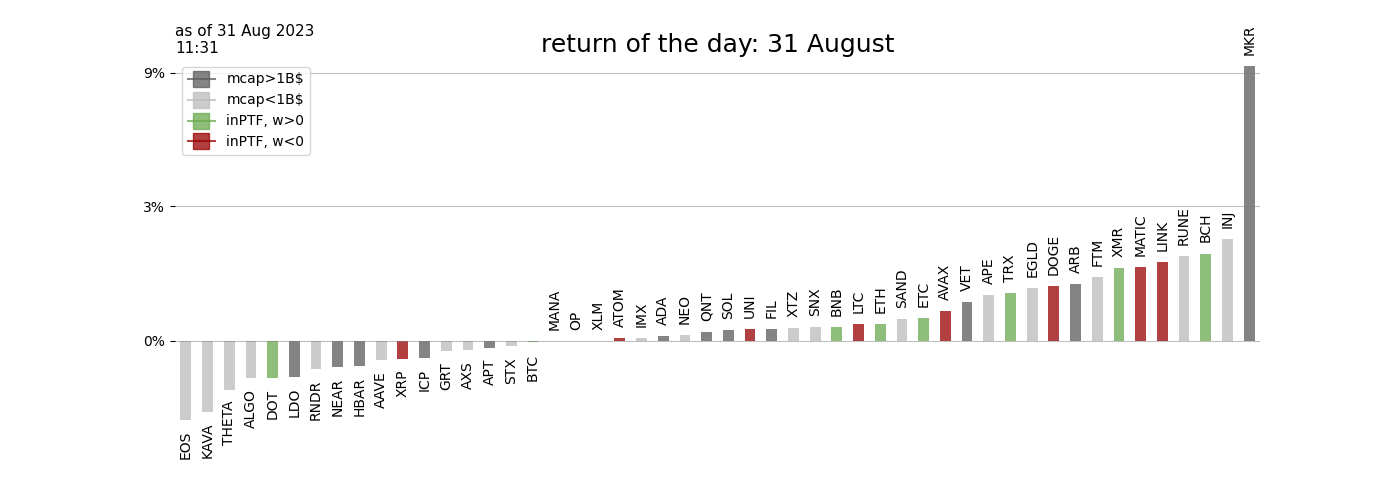 as of 31 Aug 2023
11:31
return of the day: 31 August
mcap>1B$
mcap<1B$
inPTF, w>0
inPTF, w<0
9%
3%
0%
EOS
KAVA
THETA
ALGO
DOT
LDO
RNDR
NEAR
HBAR
AAVE
XRP
ICP
GRT
AXS
APT
STX
BTC
MANA
OP
XLM
ATOM
IMX
ADA
NEO
QNT
SOL
UNI
FIL
XTZ
SNX
BNB
LTC
ETH
SAND
ETC
AVAX
VET
APE
TRX
EGLD
DOGE
ARB
FTM
XMR
MATIC
LINK
RUNE
BCH
INJ
MKR